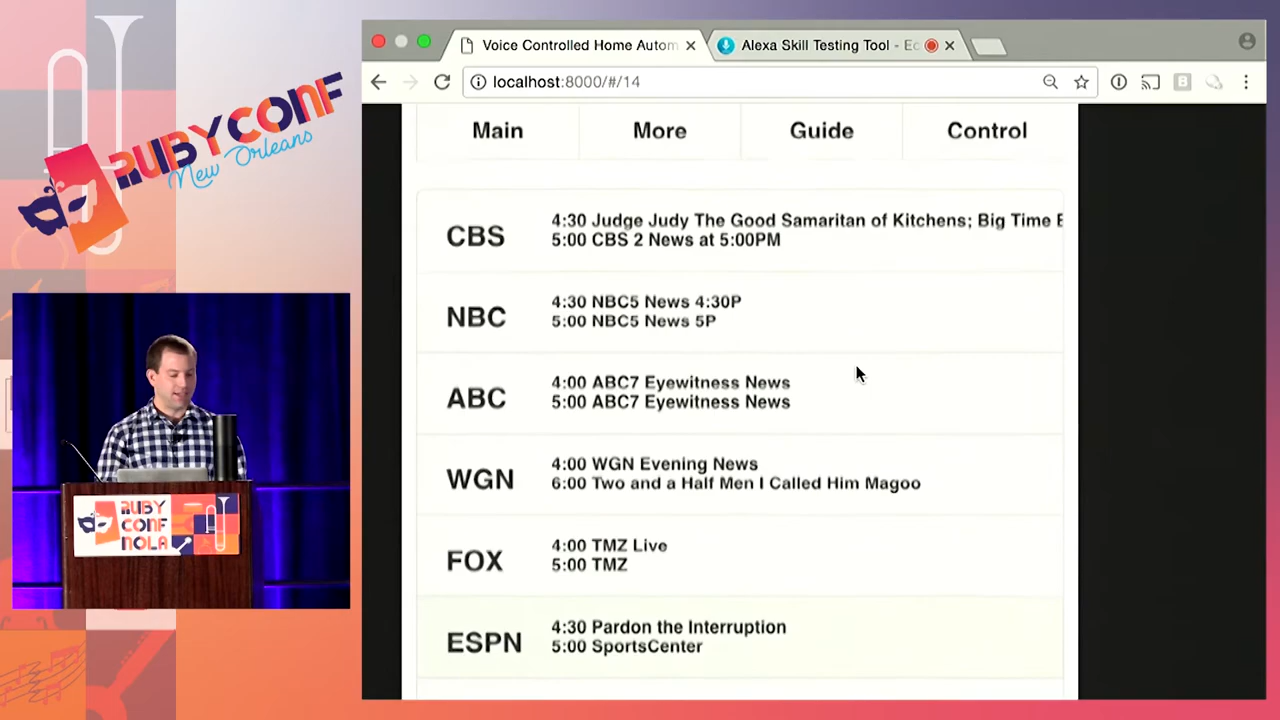 RUBYCONF
New Orleans
RUBY
CONF
NOLA
Voice Controlled Home Autom
Alexa Skill Testing Tool - Ec
localhost:8000/#/14
Main
More
Guide
Control
CBS
4:30 Judge Judy The Good Samaritan of Kitchens; Big Time
5:00 CBS 2 News at 5:00PM
NBC
4:30 NBC5 News 4:30P
5:00 NBC5 News 5P
ABC
4:00 ABC7 Eyewitness News
5:00 ABC7 Eyewitness News
WGN
4:00 WGN Evening News
6:00 Two and a Half Men I Called Him Magoo
FOX
4:00 TMZ Live
5:00 TMZ
ESPN
4:30 Pardon the Interruption
5:00 SportsCenter